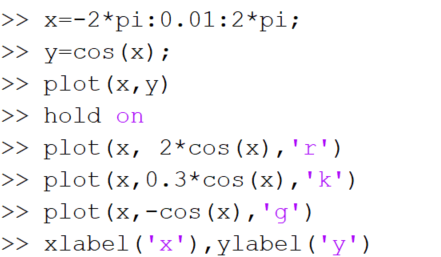 >> x=-2*pi:0.01:2*pi;
>> y=cos(x);
>> plot(x,y)
>> hold on
>> plot(x, 2*cos(x),'r')
>> plot(x,0.3*cos(x),'k')
>> plot(x,-cos(x),'g')
>> xlabel('x'),ylabel('y')